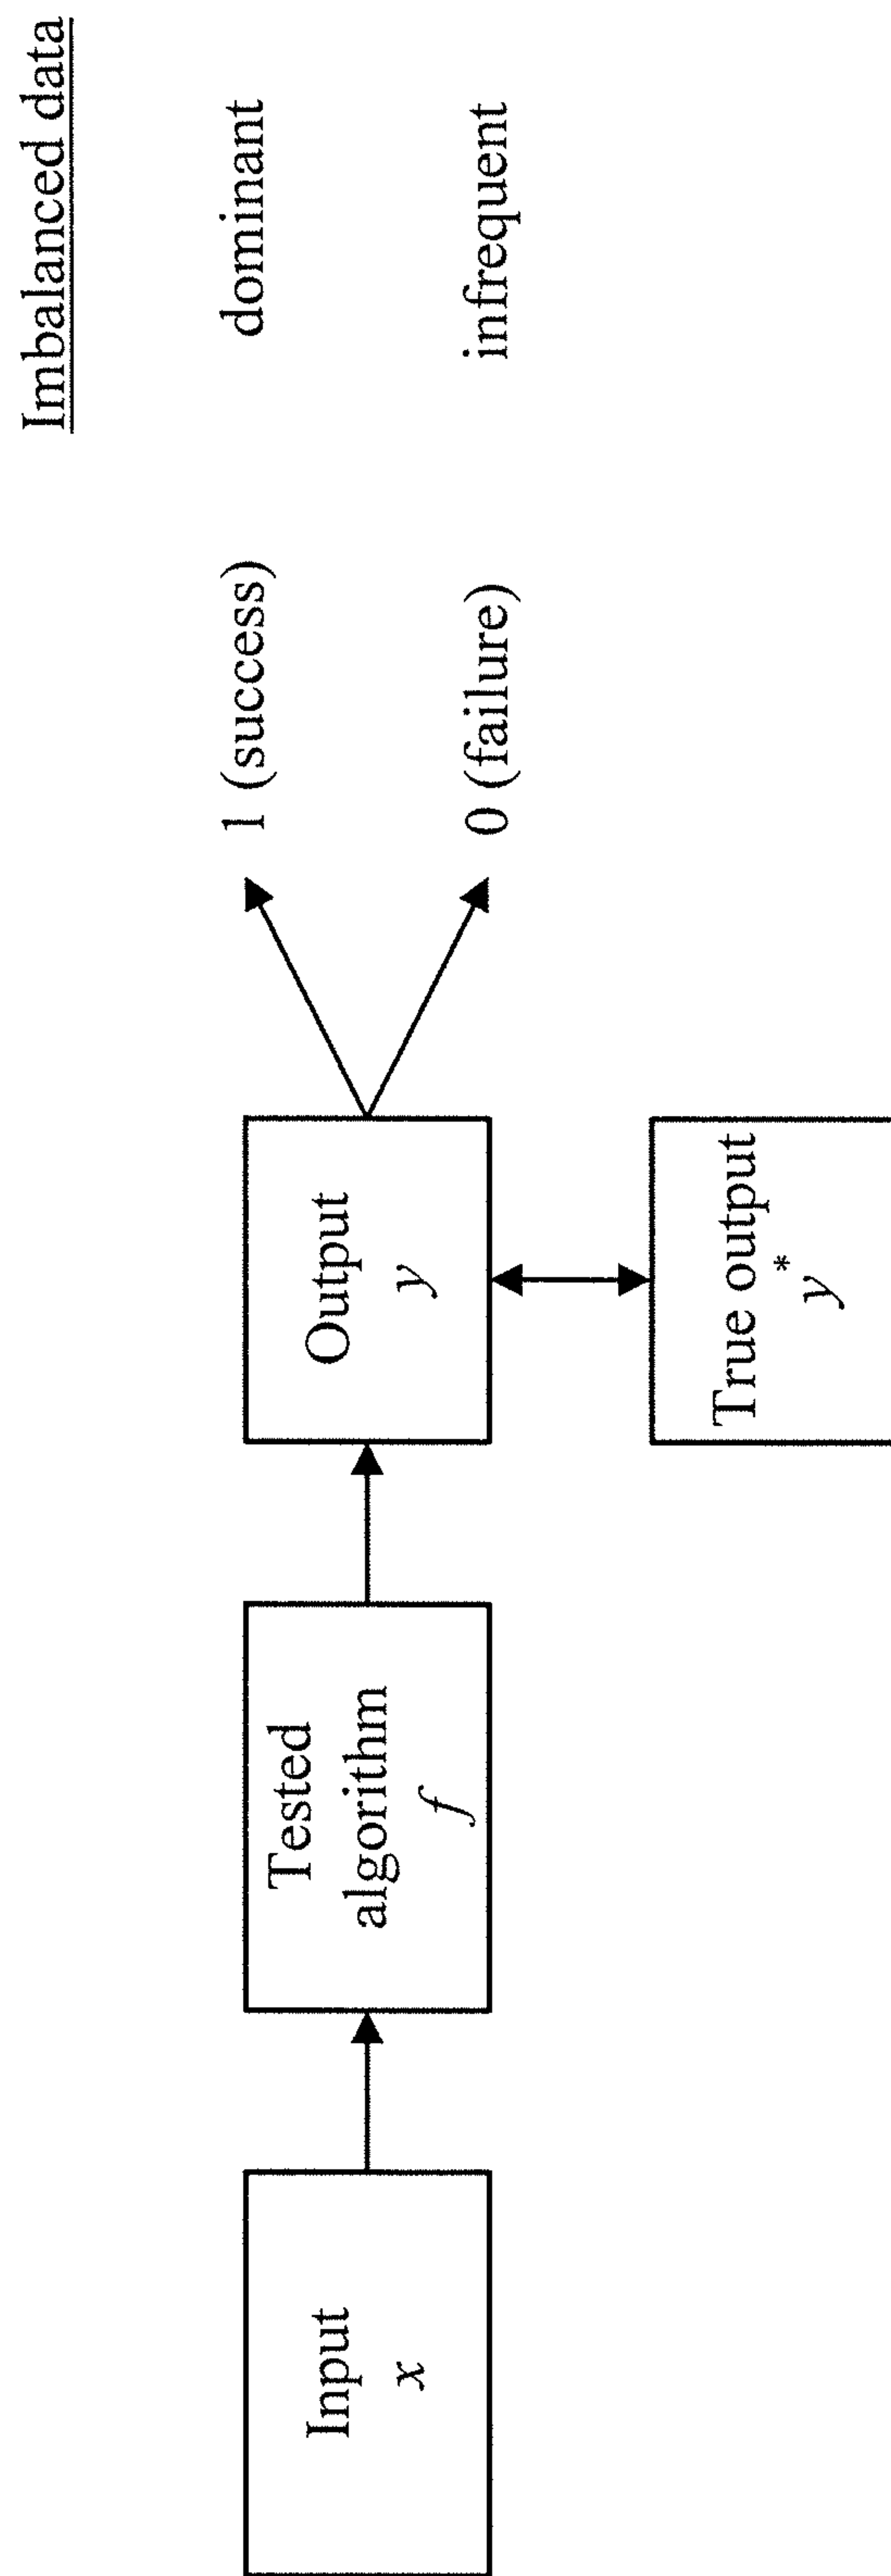 Imbalanced data
Input
x
Tested
algorithm
f
Output
y
1 (success)
dominant
0 (failure)
infrequent
True output
y*